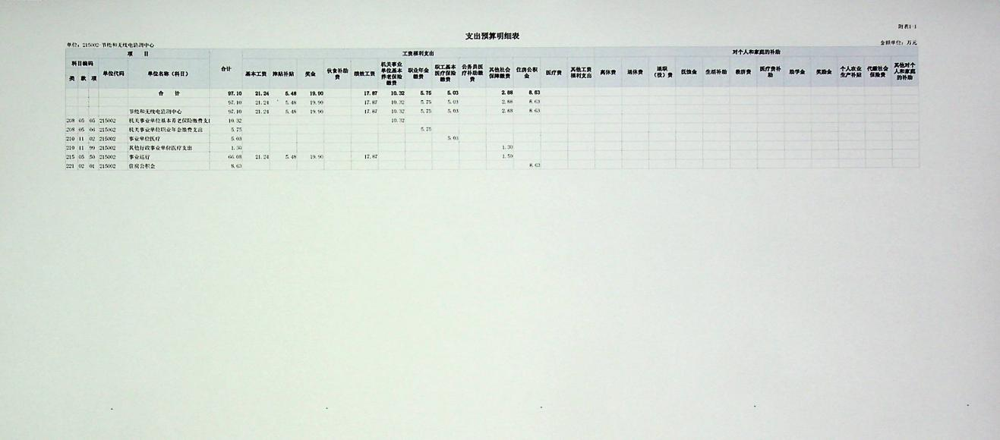 附表1-1
支出预算明细表
单位：215002 节能和无线电监测中心 金额单位：万元
项 目 工资福利支出 对个人和家庭的补助
科目编码 单位代码 单位名称（科目） 合计 基本工资 津贴补贴 奖金 伙食补助费 绩效工资 机关事业单位基本养老保险缴费 职业年金缴费 职工基本医疗保险缴费 公务员医疗补助缴费 其他社会保障缴费 住房公积金 医疗费 其他工资福利支出 离休费 退休费 退职（役）费 抚恤金 生活补助 救济费 医疗费补助 助学金 奖励金 个人农业生产补贴 代缴社会保险费 其他对个人和家庭的补助
类 款 项
合 计 97.10 21.24 5.48 19.90 17.87 10.32 5.75 5.03 2.88 8.63
97.10 21.24 5.48 19.90 17.87 10.32 5.75 5.03 2.88 8.63
节能和无线电监测中心 97.10 21.24 5.48 19.90 17.87 10.32 5.75 5.03 2.88 8.63
208 05 05 215002 机关事业单位基本养老保险缴费支 10.32 10.32
208 05 06 215002 机关事业单位职业年金缴费支出 5.75 5.75
210 11 02 215002 事业单位医疗 5.03 5.03
210 11 99 215002 其他行政事业单位医疗支出 1.30 1.30
215 05 50 215002 事业运行 66.08 21.24 5.48 19.90 17.87 1.59
221 02 01 215002 住房公积金 8.63 8.63